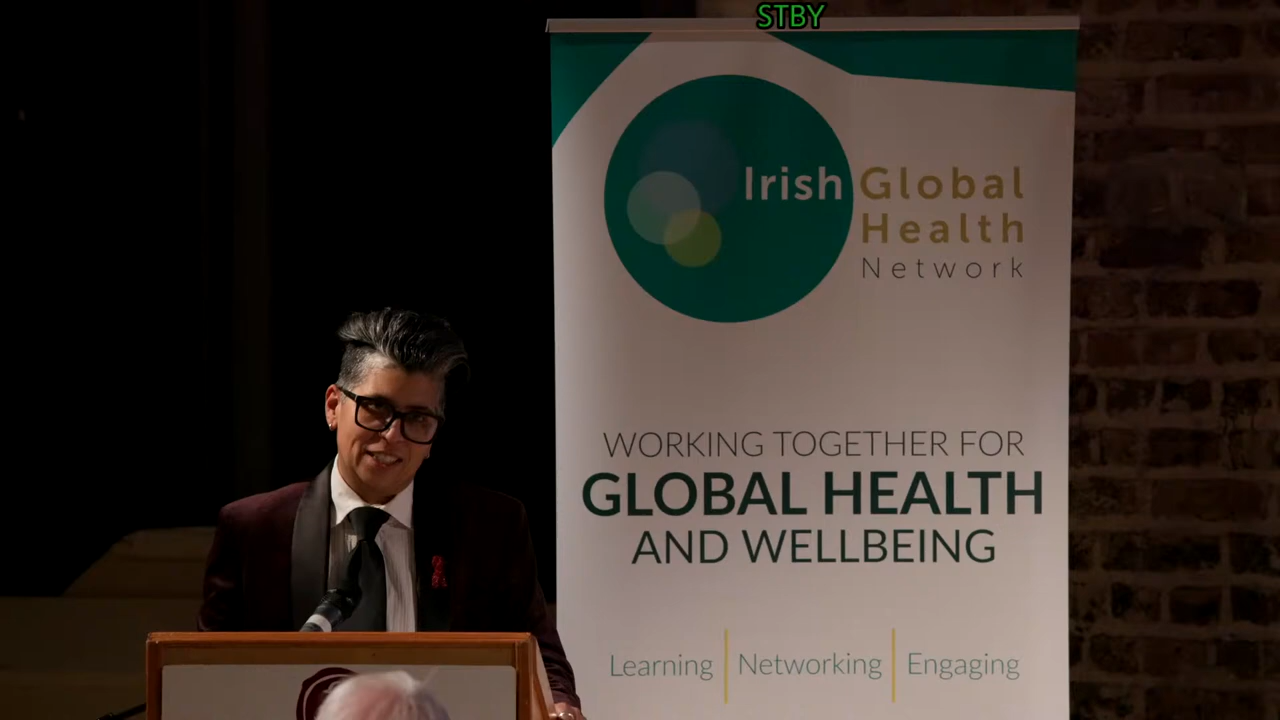 STBY
Irish Global
Health
Network
WORKING TOGETHER FOR
GLOBAL HEALTH
AND WELLBEING
Learning | Networking | Engaging